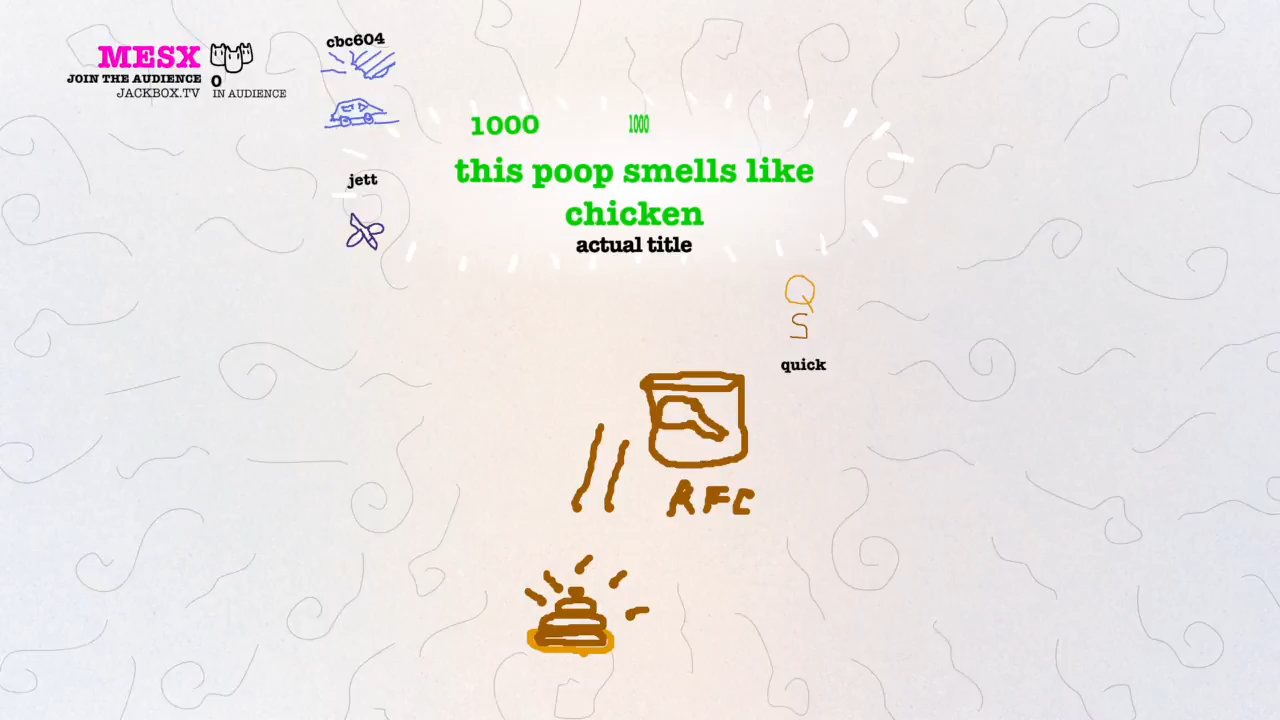 MESX
JOIN THE AUDIENCE
JACKBOX.TV
0
IN AUDIENCE
cbc604
jett
1000
1000
this poop smells like
chicken
actual title
Q
S
quick
RFC